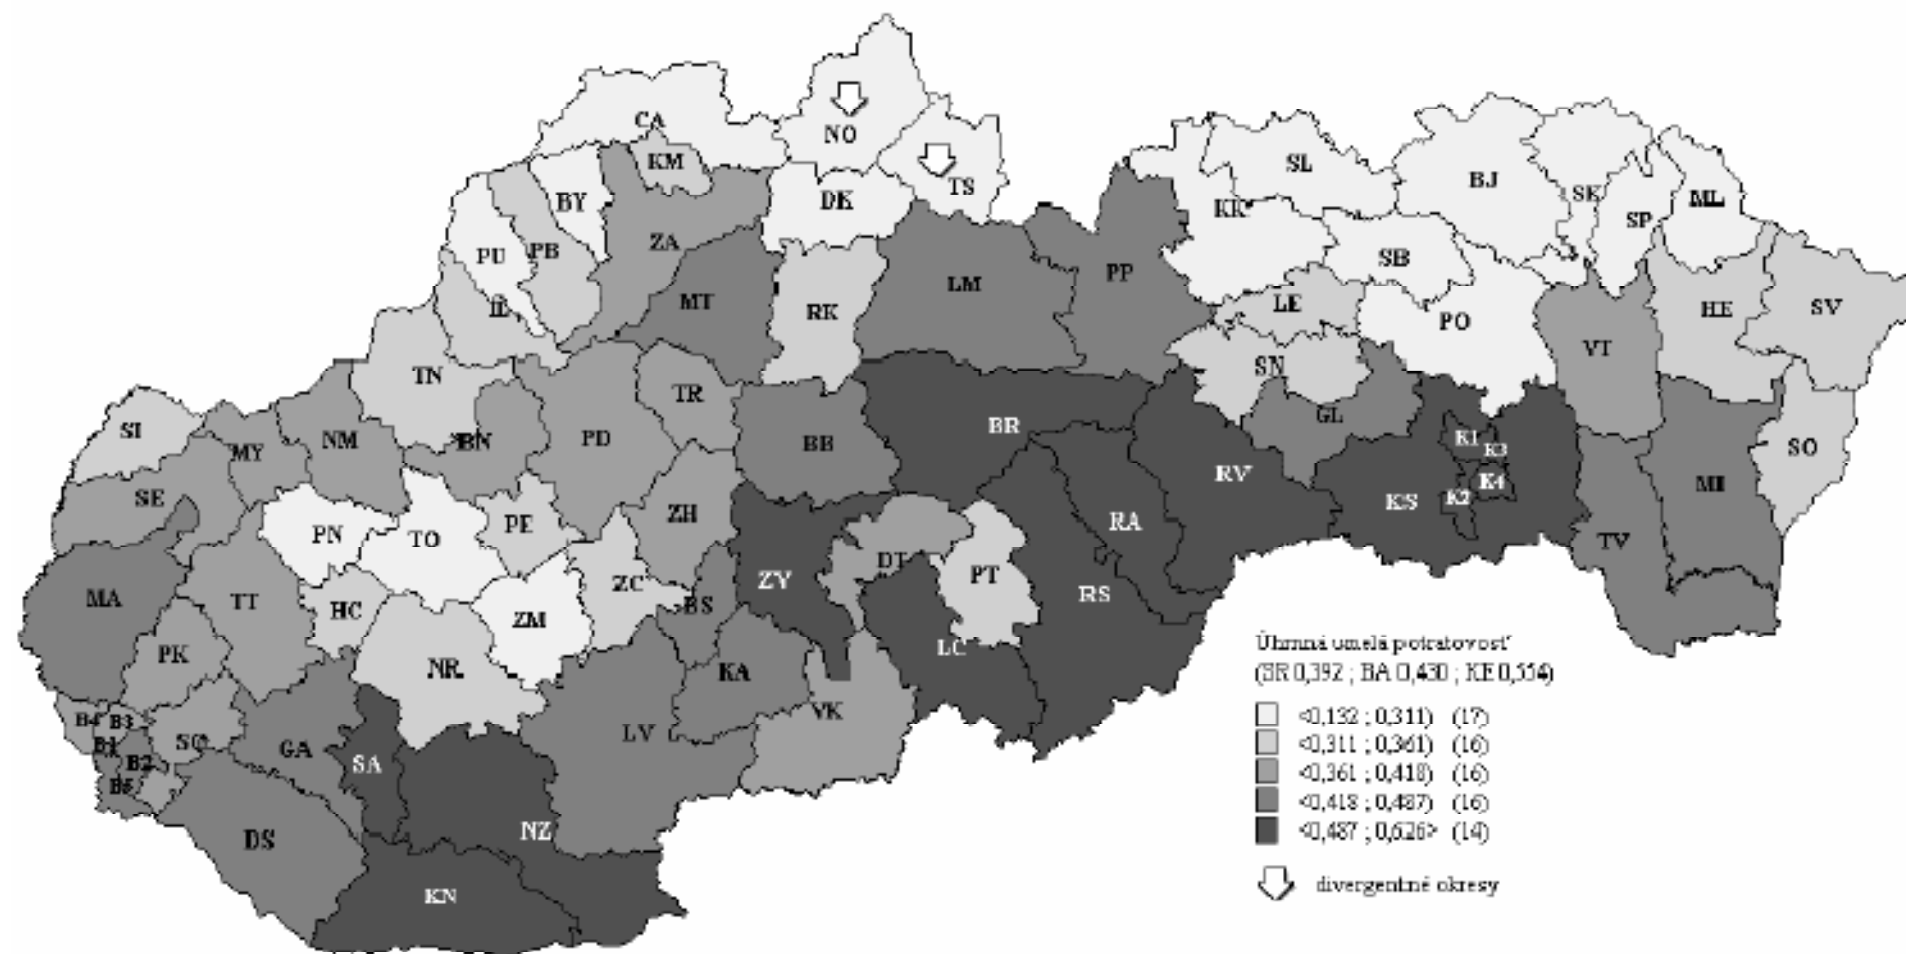 CA
NO
TS
KM
BY
DK
PU
PB
ZA
IL
MT
RK
LM
PP
KK
SL
BJ
SK
SP
ML
SB
LE
PO
HE
SV
VT
SN
GL
TN
TR
SI
MY
NM
BN
PD
BB
BR
RV
K1
K3
K4
K2
KS
MI
SO
TV
SE
PN
TO
PE
ZH
RA
DT
PT
ZV
RS
MA
TT
HC
ZM
ZC
BS
LC
PK
NR
KA
VK
LV
B4
B3
B1
B2
B5
SC
GA
SA
DS
NZ
KN
Úhrnná umelá potratovosť
(SR 0,392 ; BA 0,430 ; KE 0,554)
<0,132 ; 0,311) (17)
<0,311 ; 0,361) (16)
<0,361 ; 0,418) (16)
<0,418 ; 0,487) (16)
<0,487 ; 0,626> (14)
divergentné okresy